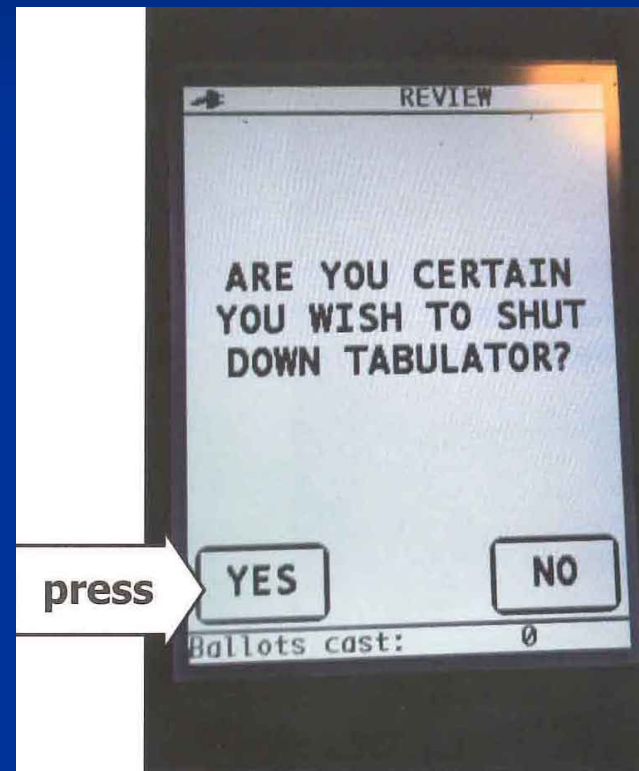 REVIEW
ARE YOU CERTAIN
YOU WISH TO SHUT
DOWN TABULATOR?
press
YES
NO
Ballots cast: 0